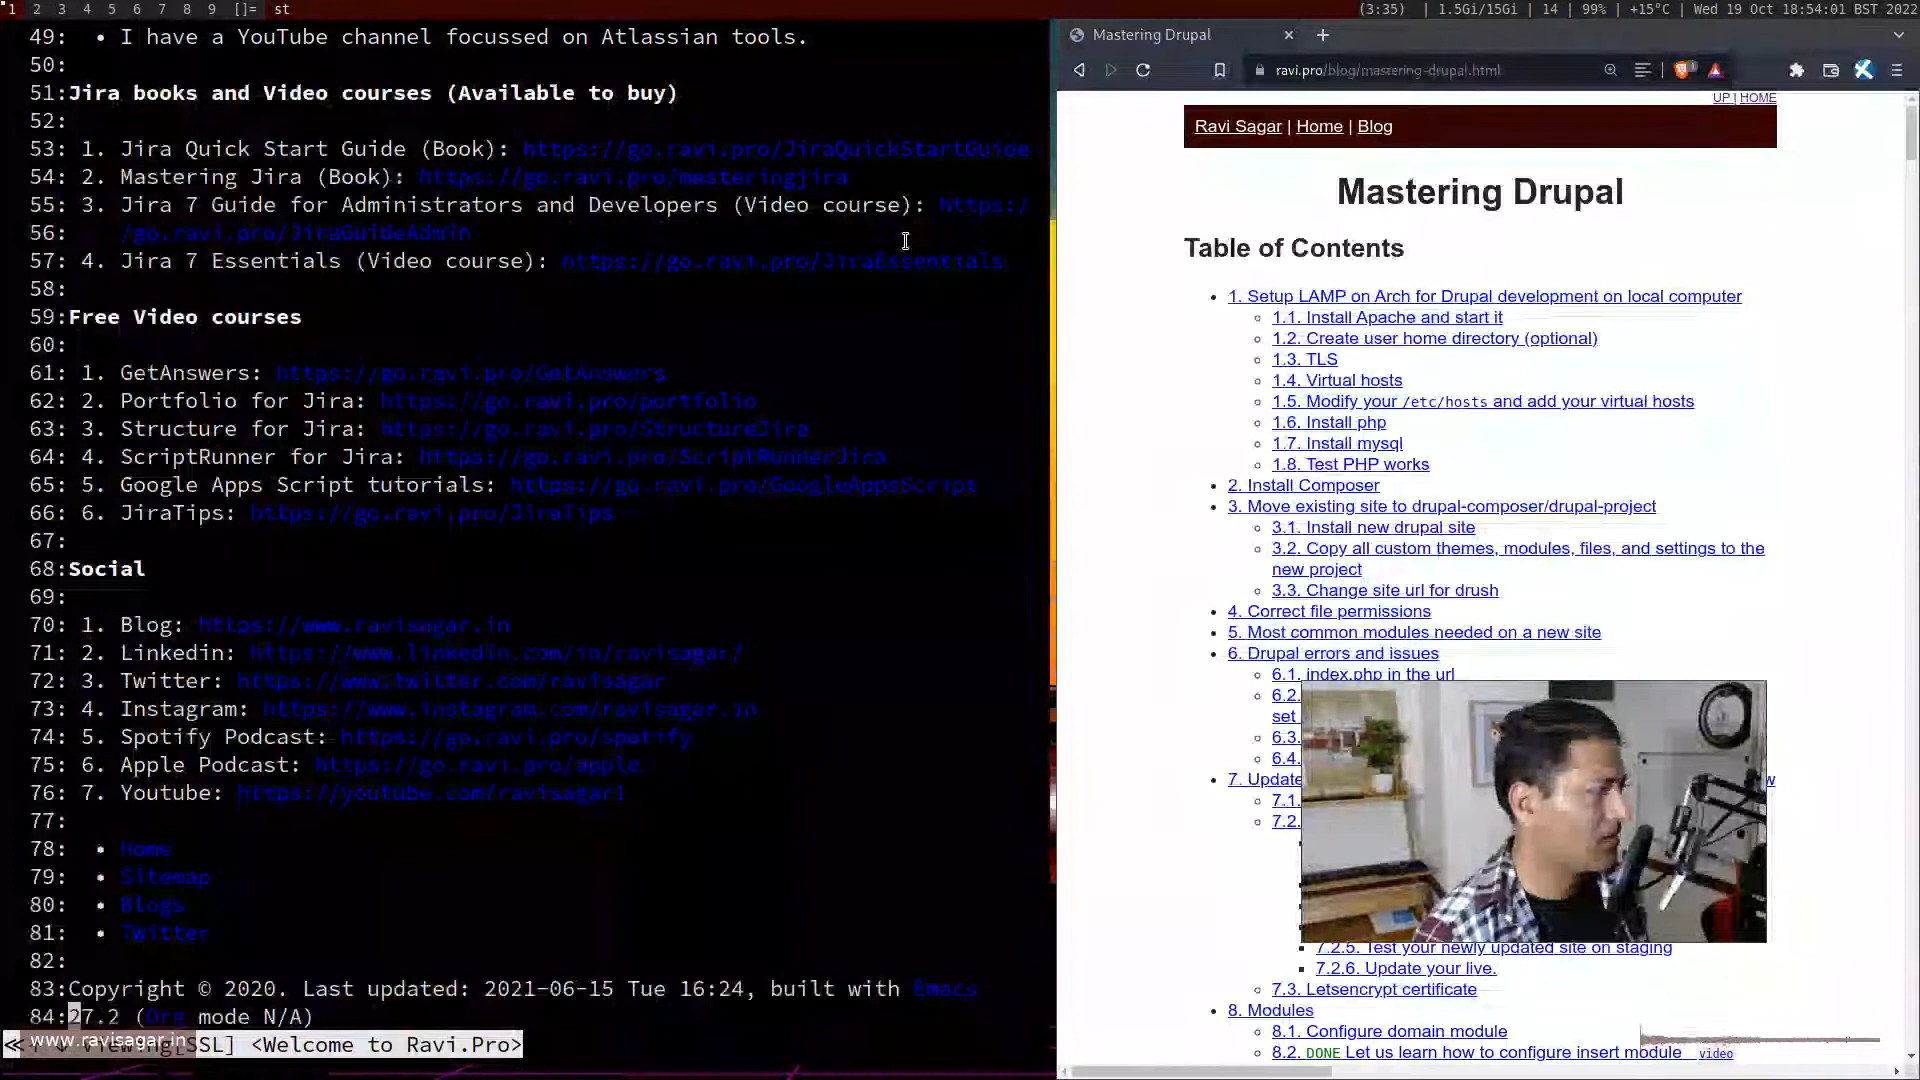 1 2 3 4 5 6 7 8 9 []= st
(3:35) | 1.5Gi/15Gi | 14 | 99% | +15°C | Wed 19 Oct 18:54:01 BST 2022
49: • I have a YouTube channel focussed on Atlassian tools.
50:
51:Jira books and Video courses (Available to buy)
52:
53: 1. Jira Quick Start Guide (Book): https://go.ravi.pro/JiraQuickStartGuide
54: 2. Mastering Jira (Book): https://go.ravi.pro/masteringjira
55: 3. Jira 7 Guide for Administrators and Developers (Video course): https:/
56: /go.ravi.pro/JiraGuideAdmin
57: 4. Jira 7 Essentials (Video course): https://go.ravi.pro/JiraEssentials
58:
59:Free Video courses
60:
61: 1. GetAnswers: https://go.ravi.pro/GetAnswers
62: 2. Portfolio for Jira: https://go.ravi.pro/portfolio
63: 3. Structure for Jira: https://go.ravi.pro/StructureJira
64: 4. ScriptRunner for Jira: https://go.ravi.pro/ScriptRunnerJira
65: 5. Google Apps Script tutorials: https://go.ravi.pro/GoogleAppsScript
66: 6. JiraTips: https://go.ravi.pro/JiraTips
67:
68:Social
69:
70: 1. Blog: https://www.ravisagar.in
71: 2. Linkedin: https://www.linkedin.com/in/ravisagar/
72: 3. Twitter: https://www.twitter.com/ravisagar
73: 4. Instagram: https://www.instagram.com/ravisagar.in
74: 5. Spotify Podcast: https://go.ravi.pro/spotify
75: 6. Apple Podcast: https://go.ravi.pro/apple
76: 7. Youtube: https://youtube.com/ravisagar1
77:
78: • Home
79: • Sitemap
80: • Blogs
81: • Twitter
82:
83:Copyright © 2020. Last updated: 2021-06-15 Tue 16:24, built with Emacs
84:27.2 (Org mode N/A)
www.ravisagar.in
[SSL] <Welcome to Ravi.Pro>
Mastering Drupal
ravi.pro/blog/mastering-drupal.html
UP | HOME
Ravi Sagar | Home | Blog
Mastering Drupal
Table of Contents
• 1. Setup LAMP on Arch for Drupal development on local computer
1.1. Install Apache and start it
1.2. Create user home directory (optional)
1.3. TLS
1.4. Virtual hosts
1.5. Modify your /etc/hosts and add your virtual hosts
1.6. Install php
1.7. Install mysql
1.8. Test PHP works
• 2. Install Composer
• 3. Move existing site to drupal-composer/drupal-project
3.1. Install new drupal site
3.2. Copy all custom themes, modules, files, and settings to the
new project
3.3. Change site url for drush
• 4. Correct file permissions
• 5. Most common modules needed on a new site
• 6. Drupal errors and issues
6.1. index.php in the url
6.2.
set
6.3.
6.4.
• 7. Update w
7.1.
7.2.
7.2.5. Test your newly updated site on staging
7.2.6. Update your live.
7.3. Letsencrypt certificate
• 8. Modules
8.1. Configure domain module
8.2. DONE Let us learn how to configure insert module video